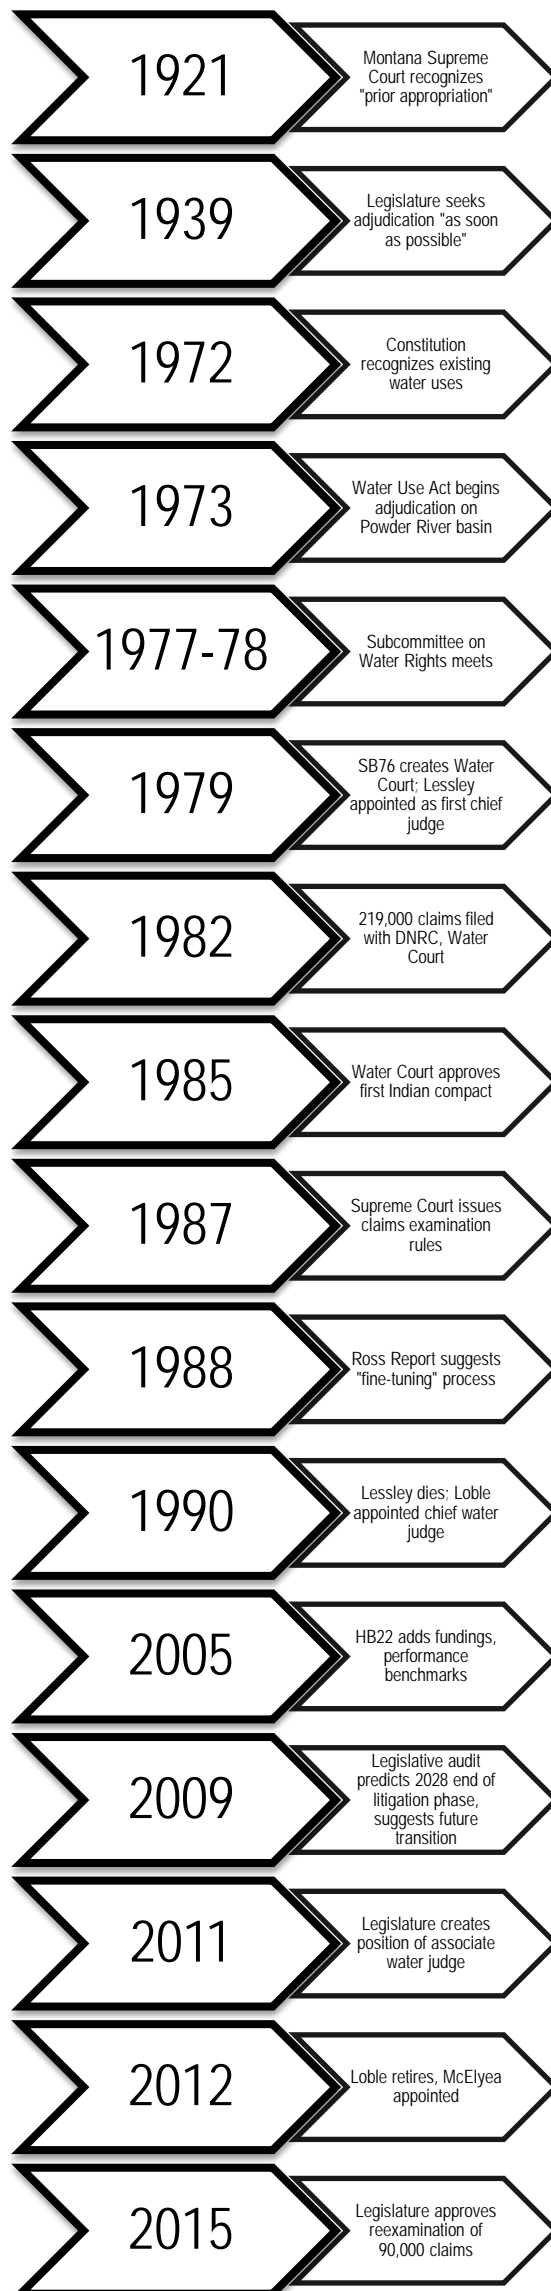 1921
Montana Supreme
Court recognizes
"prior appropriation"
1939
Legislature seeks
adjudication "as soon
as possible"
1972
Constitution
recognizes existing
water uses
1973
Water Use Act begins
adjudication on
Powder River basin
1977-78
Subcommittee on
Water Rights meets
1979
SB76 creates Water
Court; Lessley
appointed as first chief
judge
1982
219,000 claims filed
with DNRC, Water
Court
1985
Water Court approves
first Indian compact
1987
Supreme Court issues
claims examination
rules
1988
Ross Report suggests
"fine-tuning" process
1990
Lessley dies; Loble
appointed chief water
judge
2005
HB22 adds fundings,
performance
benchmarks
2009
Legislative audit
predicts 2028 end of
litigation phase,
suggests future
transition
2011
Legislature creates
position of associate
water judge
2012
Loble retires, McElyea
appointed
2015
Legislature approves
reexamination of
90,000 claims